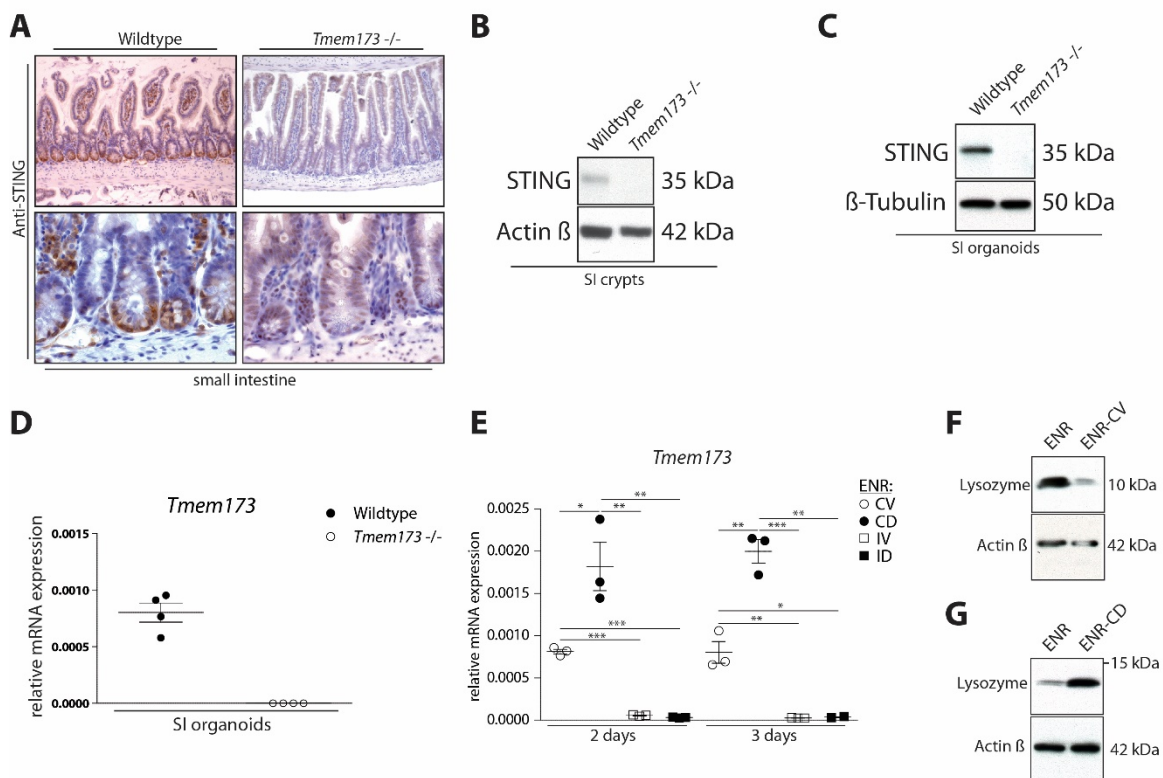 A
Wildtype
Tmem173 -/-
Anti-STING
small intestine
B
Wildtype
Tmem173 -/-
STING
35 kDa
Actin ß
42 kDa
SI crypts
C
Wildtype
Tmem173 -/-
STING
35 kDa
ß-Tubulin
50 kDa
SI organoids
D
Tmem173
Wildtype
Tmem173 -/-
relative mRNA expression
0.0015
0.0010
0.0005
0.0000
SI organoids
E
Tmem173
ENR:
CV
CD
IV
ID
relative mRNA expression
0.0025
0.0020
0.0015
0.0010
0.0005
0.0000
* ** **
*** ***
** *** **
* **
2 days
3 days
F
ENR
ENR-CV
Lysozyme
10 kDa
Actin ß
42 kDa
G
ENR
ENR-CD
15 kDa
Lysozyme
Actin ß
42 kDa